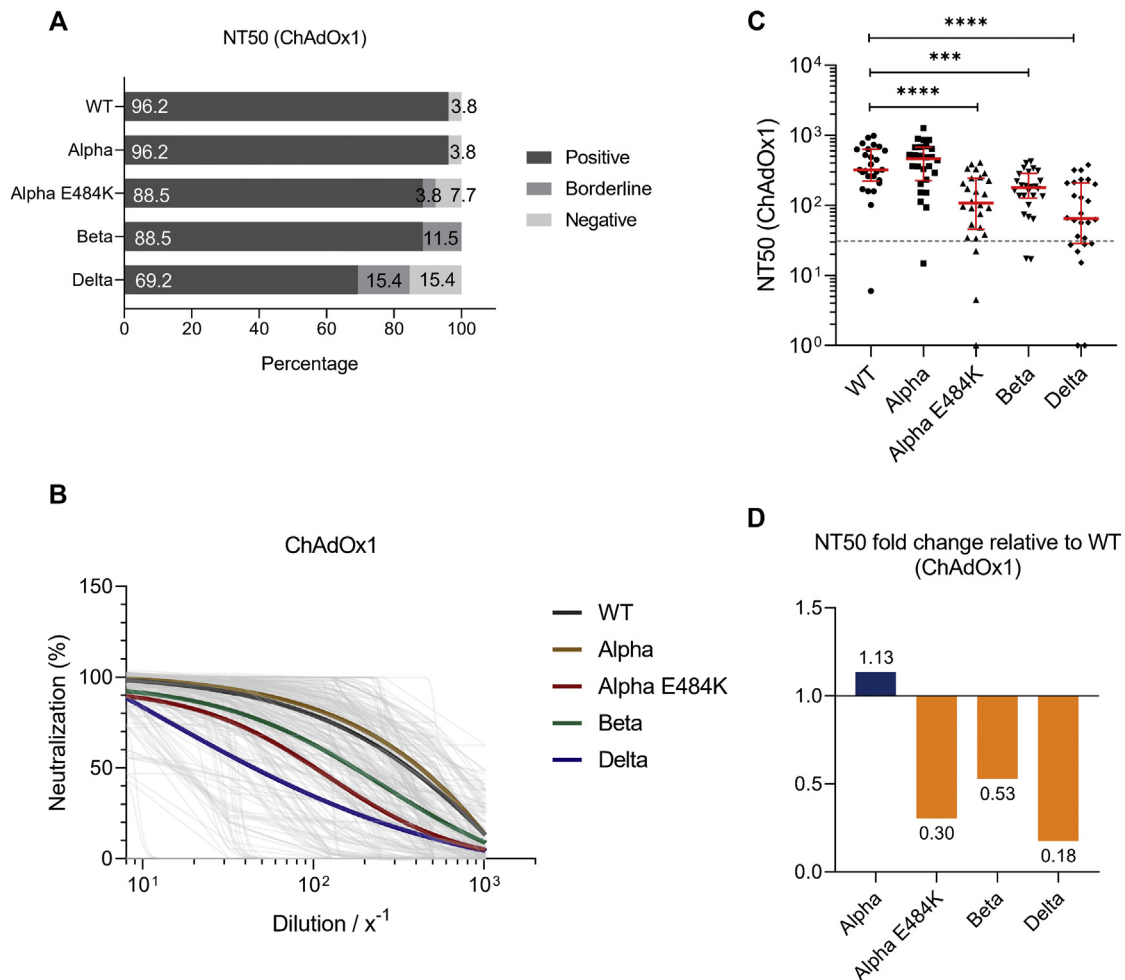 A
NT50 (ChAdOx1)
WT
96.2
3.8
Alpha
96.2
3.8
Alpha E484K
88.5
3.8
7.7
Beta
88.5
11.5
Delta
69.2
15.4
15.4
0
20
40
60
80
100
Percentage
Positive
Borderline
Negative
B
ChAdOx1
Neutralization (%)
150
100
50
0
10¹
10²
10³
Dilution / x⁻¹
WT
Alpha
Alpha E484K
Beta
Delta
C
****
***
****
NT50 (ChAdOx1)
10⁴
10³
10²
10¹
10⁰
WT
Alpha
Alpha E484K
Beta
Delta
D
NT50 fold change relative to WT
(ChAdOx1)
1.5
1.0
0.5
0.0
1.13
0.30
0.53
0.18
Alpha
Alpha E484K
Beta
Delta